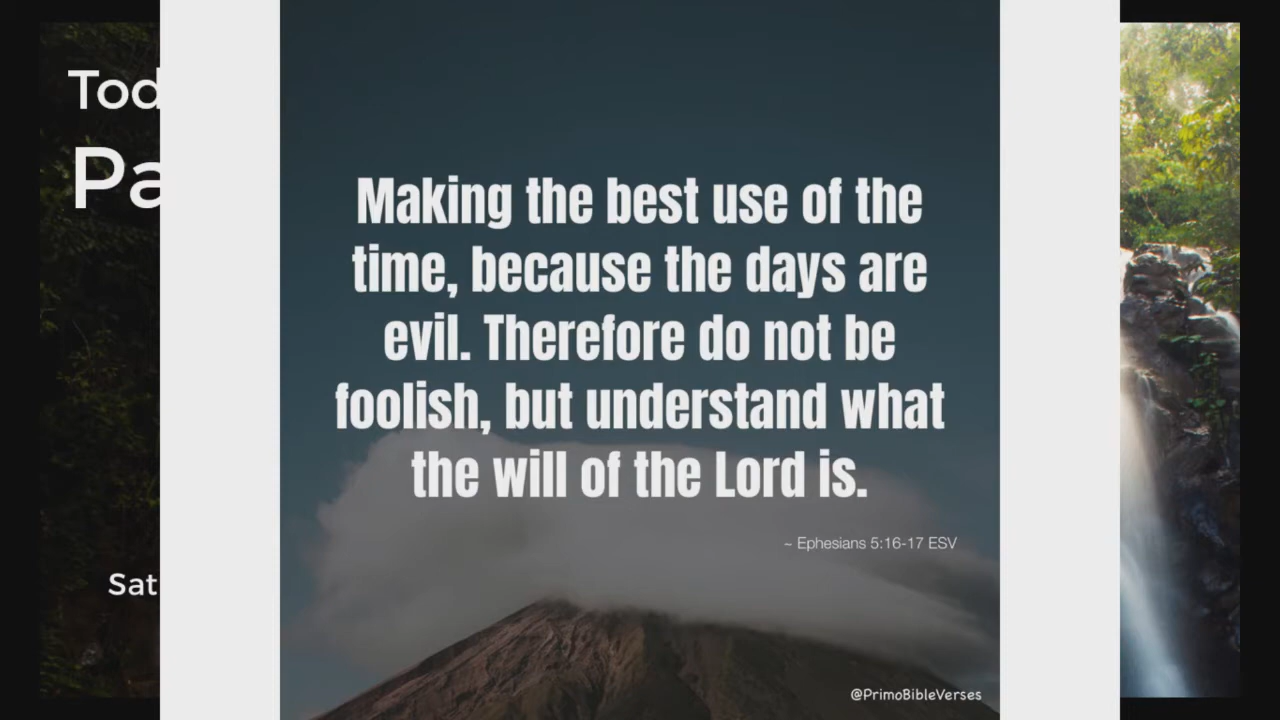 Tod
Pa
Sat
Making the best use of the
time, because the days are
evil. Therefore do not be
foolish, but understand what
the will of the Lord is.
~ Ephesians 5:16-17 ESV
@PrimoBibleVerses